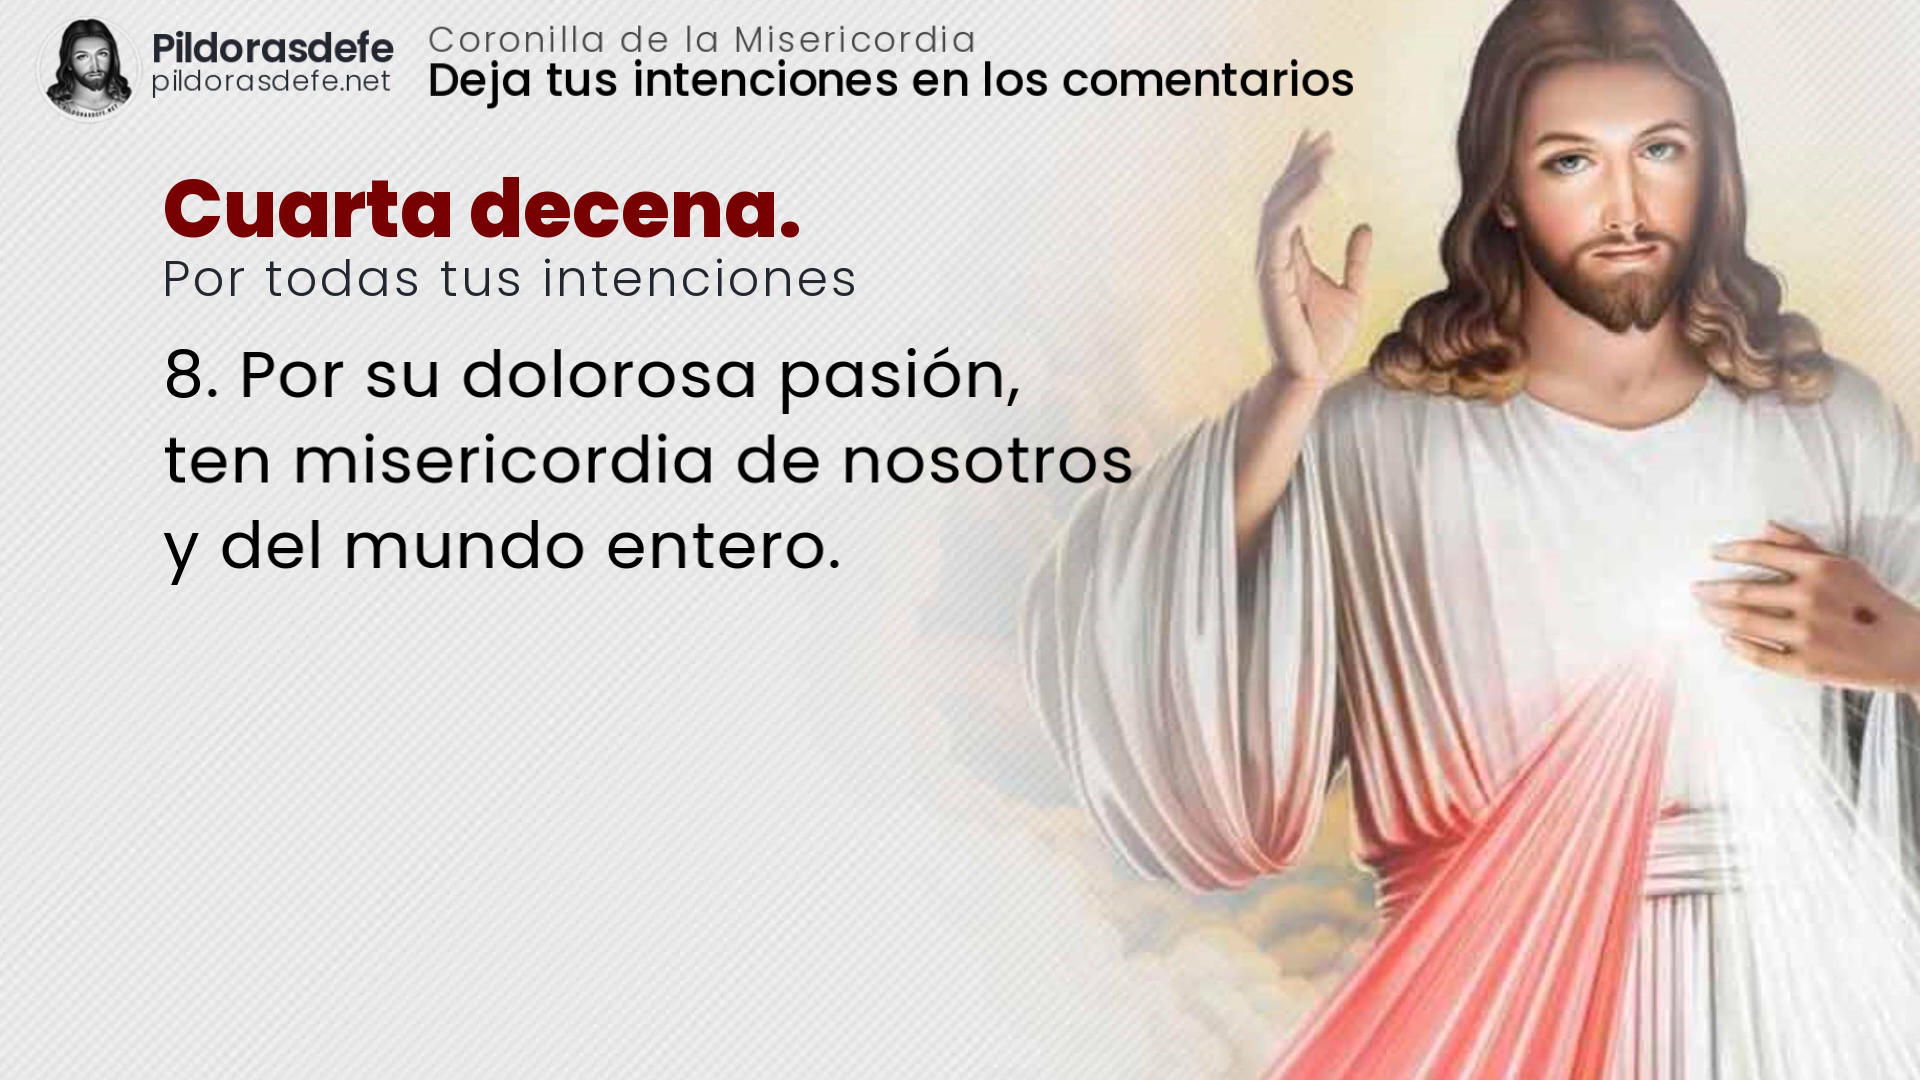 Pildorasdefe
pildorasdefe.net
Coronilla de la Misericordia
Deja tus intenciones en los comentarios
Cuarta decena.
Por todas tus intenciones
8. Por su dolorosa pasión,
ten misericordia de nosotros
y del mundo entero.